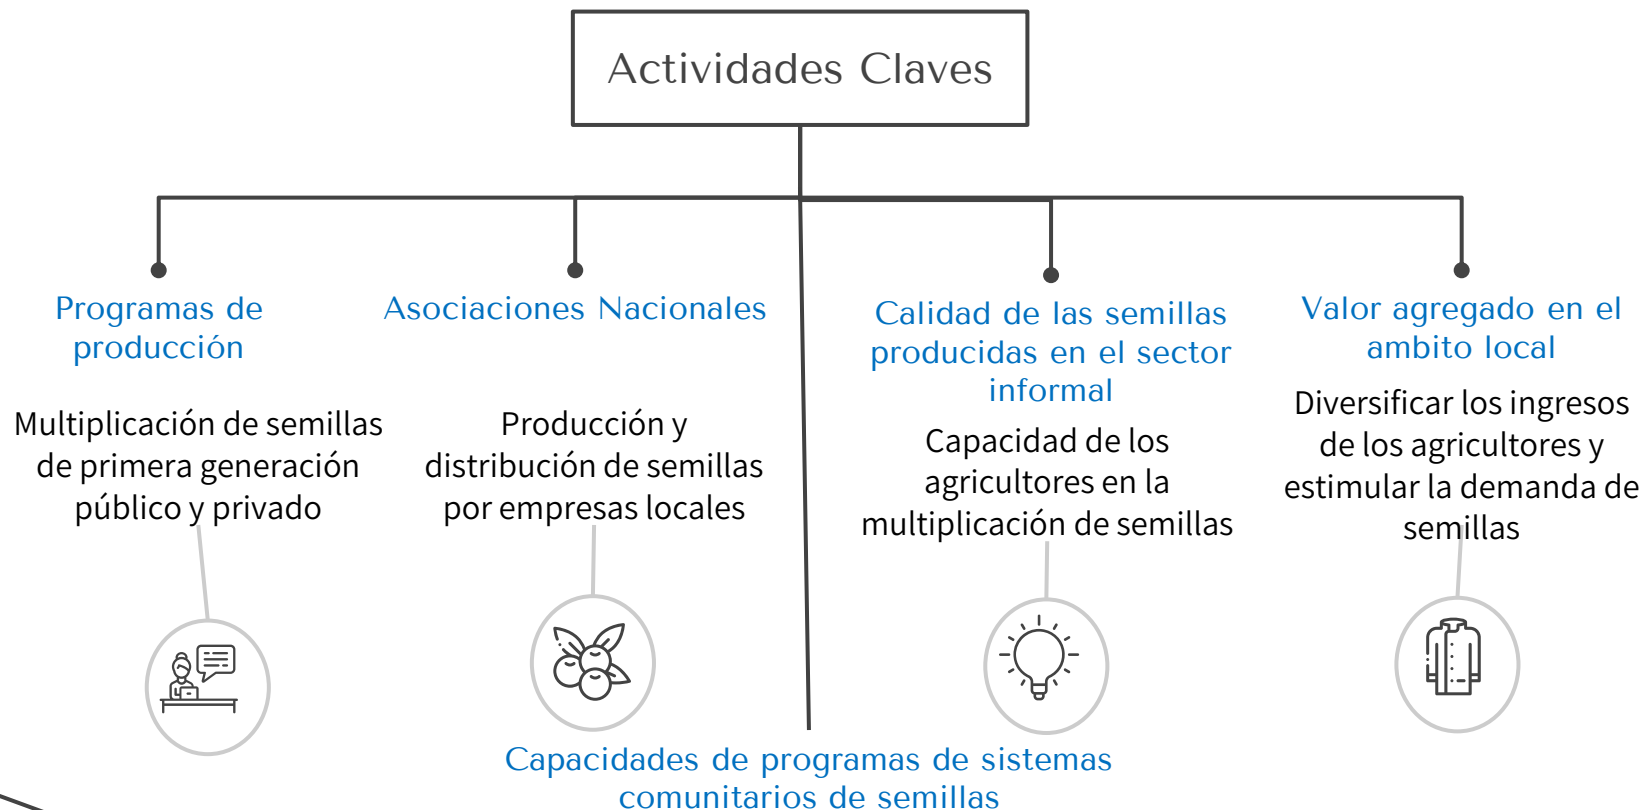 Actividades Claves
Programas de
producción
Multiplicación de semillas
de primera generación
público y privado
Asociaciones Nacionales
Producción y
distribución de semillas
por empresas locales
Calidad de las semillas
producidas en el sector
informal
Capacidad de los
agricultores en la
multiplicación de semillas
Valor agregado en el
ambito local
Diversificar los ingresos
de los agricultores y
estimular la demanda de
semillas
Capacidades de programas de sistemas
comunitarios de semillas